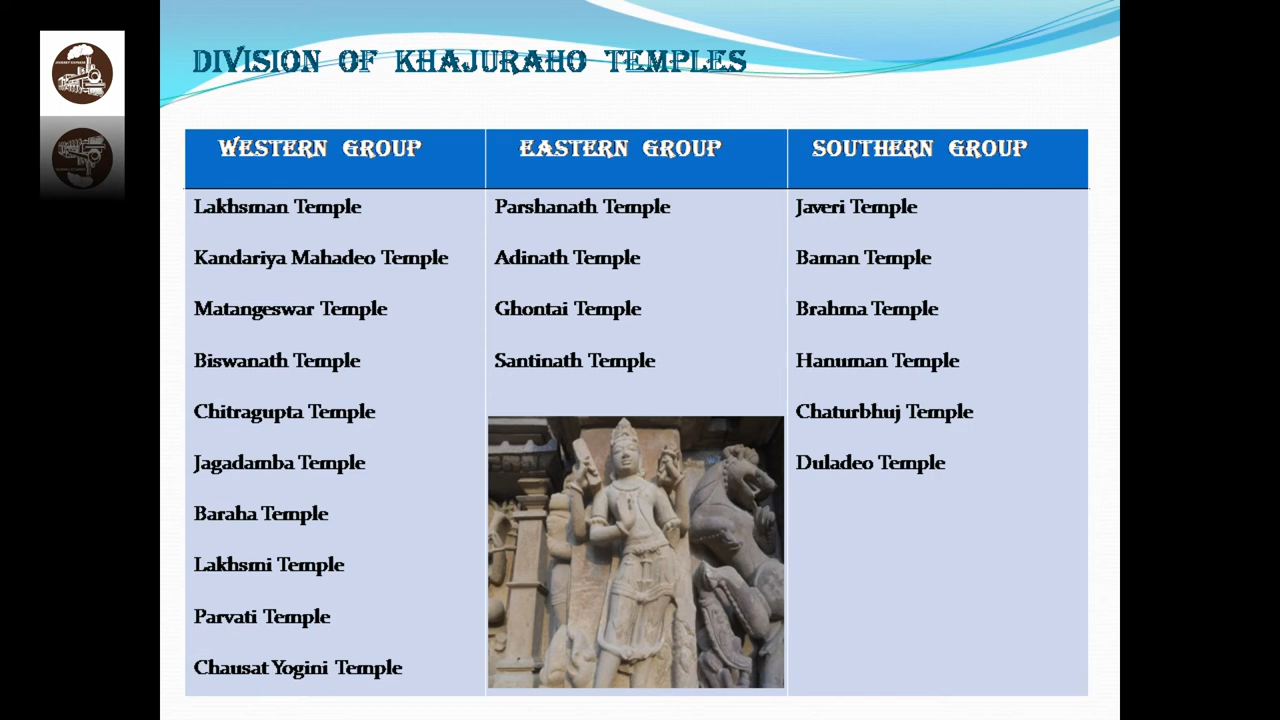 DIVISION OF KHAJURAHO TEMPLES
WESTERN GROUP
Lakhsman Temple
Kandariya Mahadeo Temple
Matangeswar Temple
Biswanath Temple
Chitragupta Temple
Jagadamba Temple
Baraha Temple
Lakhsmi Temple
Parvati Temple
Chausat Yogini Temple
EASTERN GROUP
Parshanath Temple
Adinath Temple
Ghontai Temple
Santinath Temple
SOUTHERN GROUP
Javeri Temple
Baman Temple
Brahma Temple
Hanuman Temple
Chaturbhuj Temple
Duladeo Temple